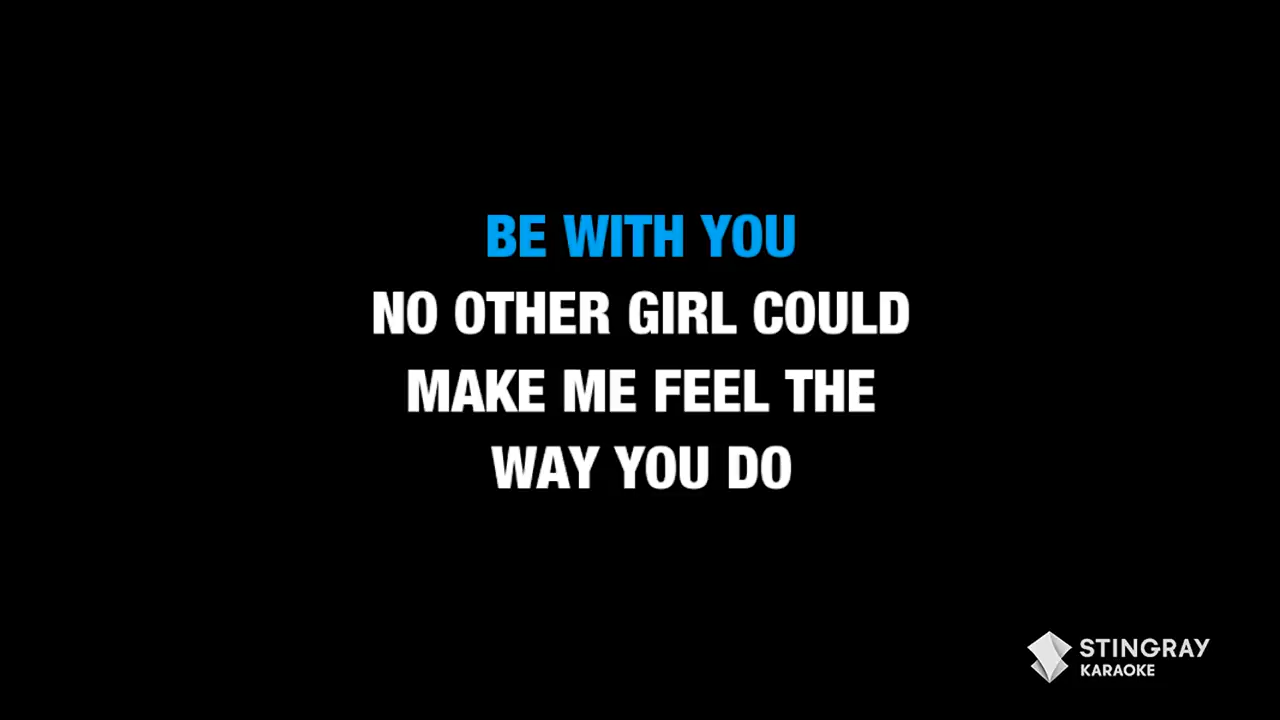 BE WITH YOU
NO OTHER GIRL COULD
MAKE ME FEEL THE
WAY YOU DO
STINGRAY
KARAOKE